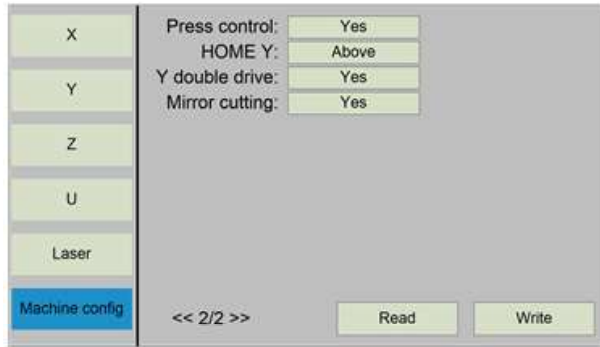 X
Y
Z
U
Laser
Machine config
Press control: Yes
HOME Y: Above
Y double drive: Yes
Mirror cutting: Yes
<< 2/2 >> Read Write